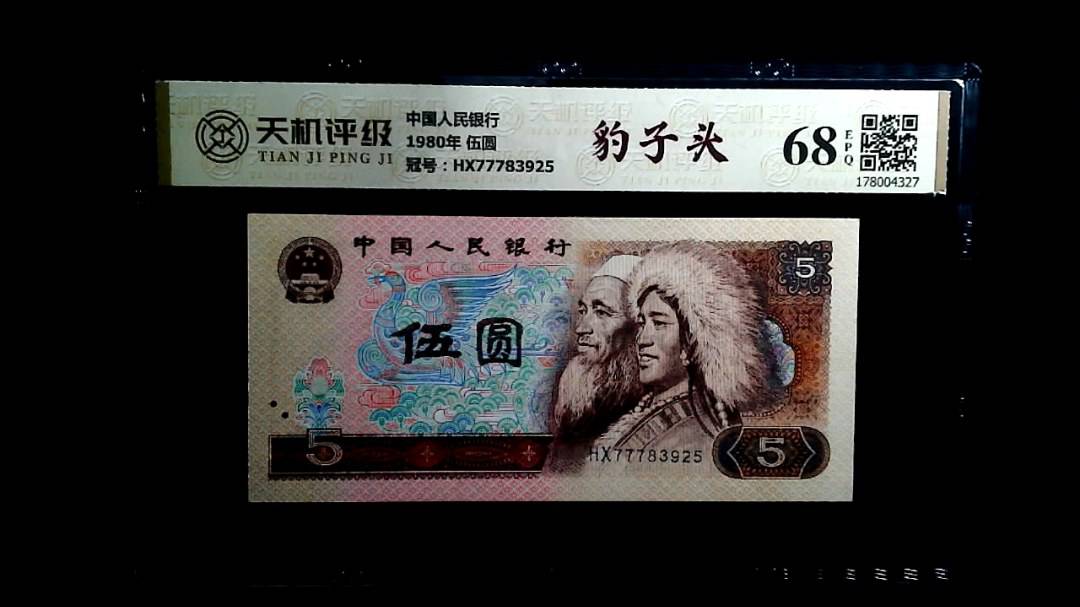 天机评级
TIAN JI PING JI
中国人民银行
1980年 伍圆
冠号：HX77783925
豹子头
68
EPQ
178004327
中国人民银行
5
伍圆
5
HX77783925
5